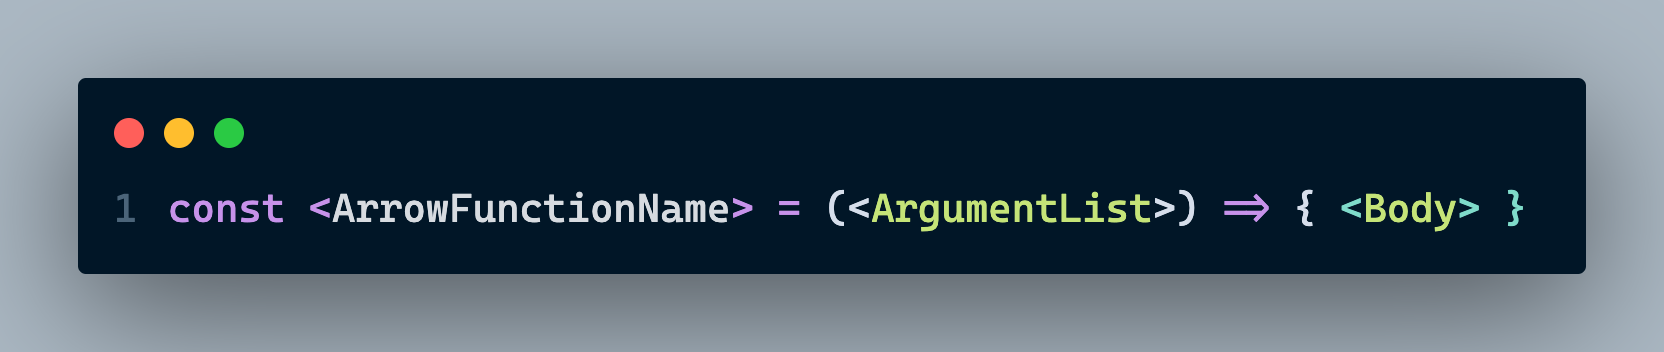 1 const <ArrowFunctionName> = (<ArgumentList>) => { <Body> }